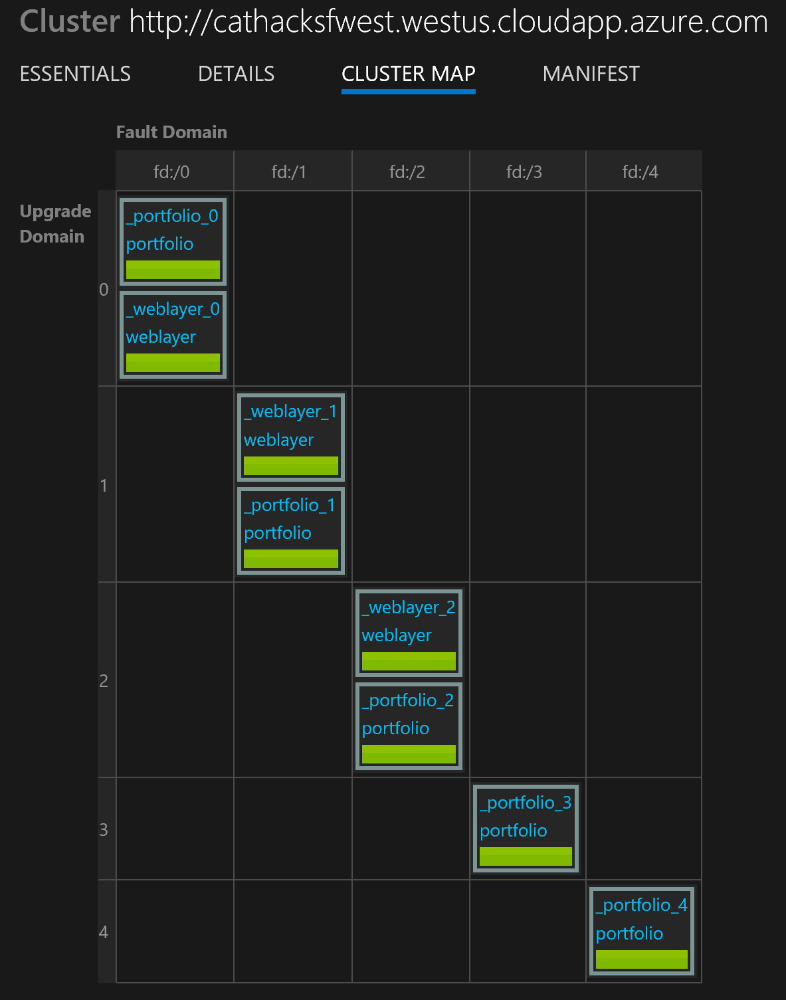 Cluster http://cathacksfwest.westus.cloudapp.azure.com
ESSENTIALS DETAILS CLUSTER MAP MANIFEST
Fault Domain
fd:/0 fd:/1 fd:/2 fd:/3 fd:/4
Upgrade
Domain
0
_portfolio_0
portfolio
_weblayer_0
weblayer
1
_weblayer_1
weblayer
_portfolio_1
portfolio
2
_weblayer_2
weblayer
_portfolio_2
portfolio
3
_portfolio_3
portfolio
4
_portfolio_4
portfolio